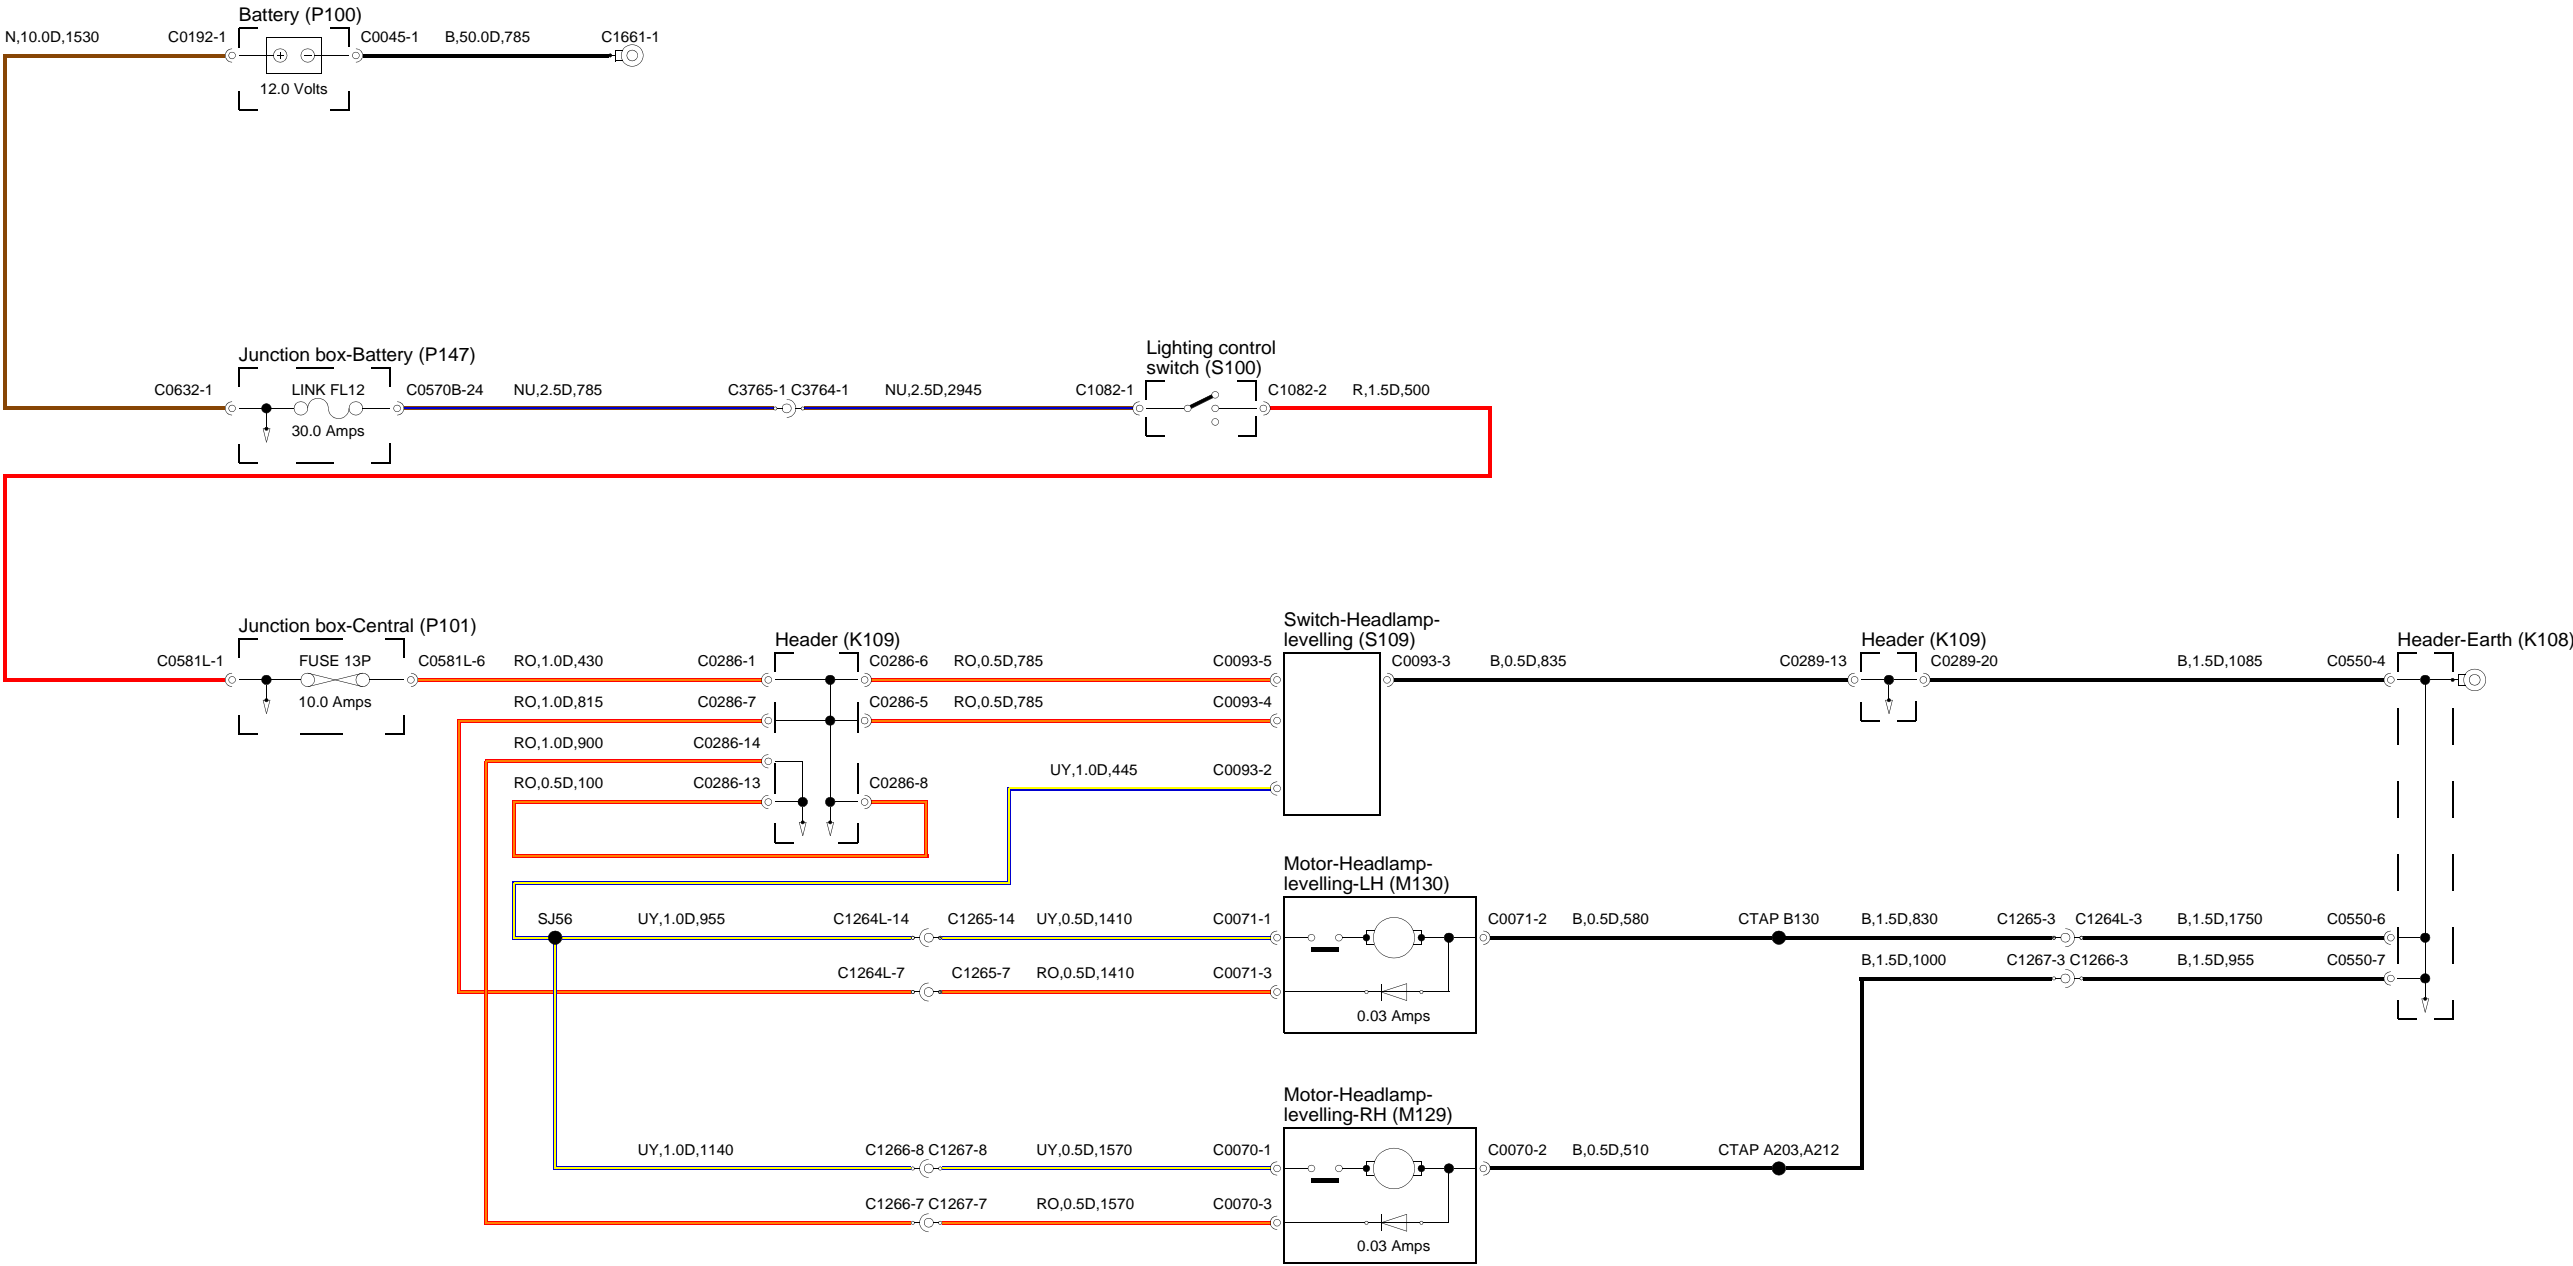 Battery (P100)
N,10.0D,1530 C0192-1 C0045-1 B,50.0D,785 C1661-1
12.0 Volts
Junction box-Battery (P147)
Lighting control
switch (S100)
C0632-1 LINK FL12 C0570B-24 NU,2.5D,785 C3765-1 C3764-1 NU,2.5D,2945 C1082-1 C1082-2 R,1.5D,500
30.0 Amps
Junction box-Central (P101)
Header (K109)
Switch-Headlamp-
levelling (S109)
Header (K109)
Header-Earth (K108)
C0581L-1 FUSE 13P C0581L-6 RO,1.0D,430 C0286-1 C0286-6 RO,0.5D,785 C0093-5 C0093-3 B,0.5D,835 C0289-13 C0289-20 B,1.5D,1085 C0550-4
10.0 Amps RO,1.0D,815 C0286-7 C0286-5 RO,0.5D,785 C0093-4
RO,1.0D,900 C0286-14
UY,1.0D,445 C0093-2
RO,0.5D,100 C0286-13 C0286-8
Motor-Headlamp-
levelling-LH (M130)
SJ56 UY,1.0D,955 C1264L-14 C1265-14 UY,0.5D,1410 C0071-1 C0071-2 B,0.5D,580 CTAP B130 B,1.5D,830 C1265-3 C1264L-3 B,1.5D,1750 C0550-6
B,1.5D,1000 C1267-3 C1266-3 B,1.5D,955 C0550-7
C1264L-7 C1265-7 RO,0.5D,1410 C0071-3
0.03 Amps
Motor-Headlamp-
levelling-RH (M129)
UY,1.0D,1140 C1266-8 C1267-8 UY,0.5D,1570 C0070-1 C0070-2 B,0.5D,510 CTAP A203,A212
C1266-7 C1267-7 RO,0.5D,1570 C0070-3
0.03 Amps